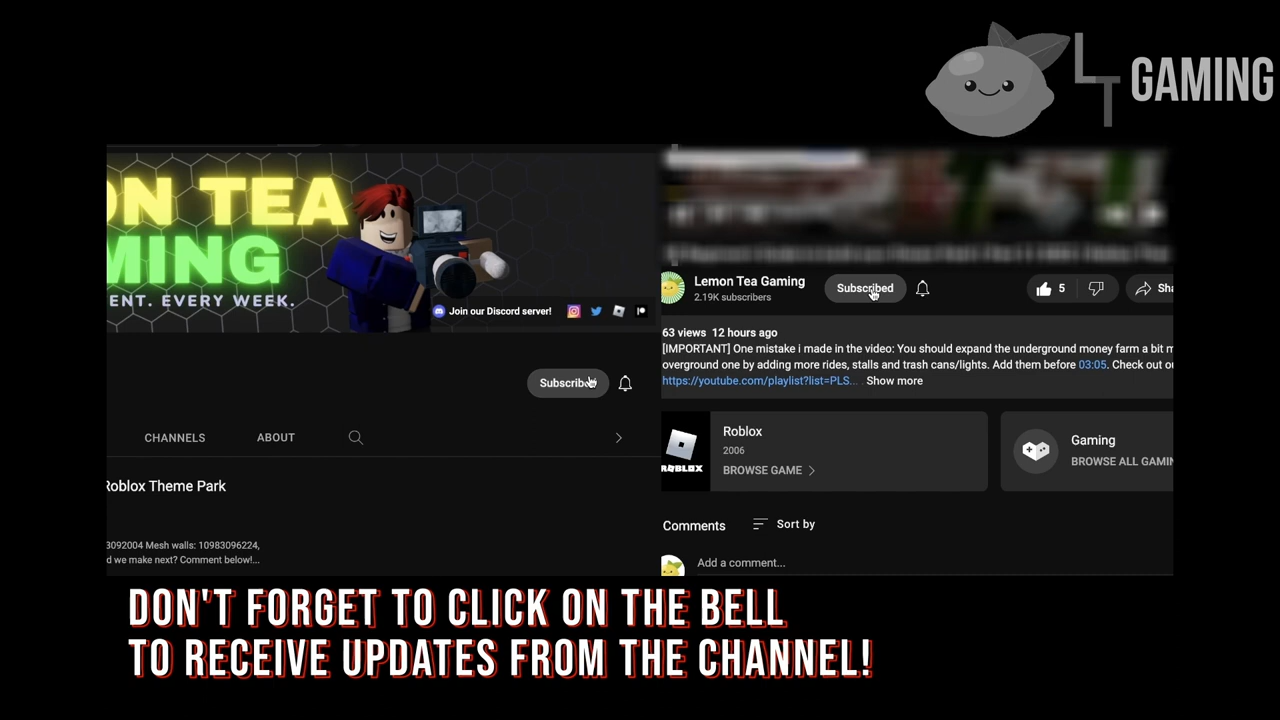 LT GAMING
ON TEA
MING
ENT. EVERY WEEK.
Join our Discord server!
Subscribed
CHANNELS
ABOUT
Roblox Theme Park
3092004 Mesh walls: 10983096224,
d we make next? Comment below!...
Lemon Tea Gaming
2.19K subscribers
Subscribed
5
Sha
63 views 12 hours ago
[IMPORTANT] One mistake i made in the video: You should expand the underground money farm a bit m
overground one by adding more rides, stalls and trash cans/lights. Add them before 03:05. Check out ou
https://youtube.com/playlist?list=PLS... . Show more
ROBLOX
Roblox
2006
BROWSE GAME
Gaming
BROWSE ALL GAMIN
Comments
Sort by
Add a comment...
DON'T FORGET TO CLICK ON THE BELL
TO RECEIVE UPDATES FROM THE CHANNEL!